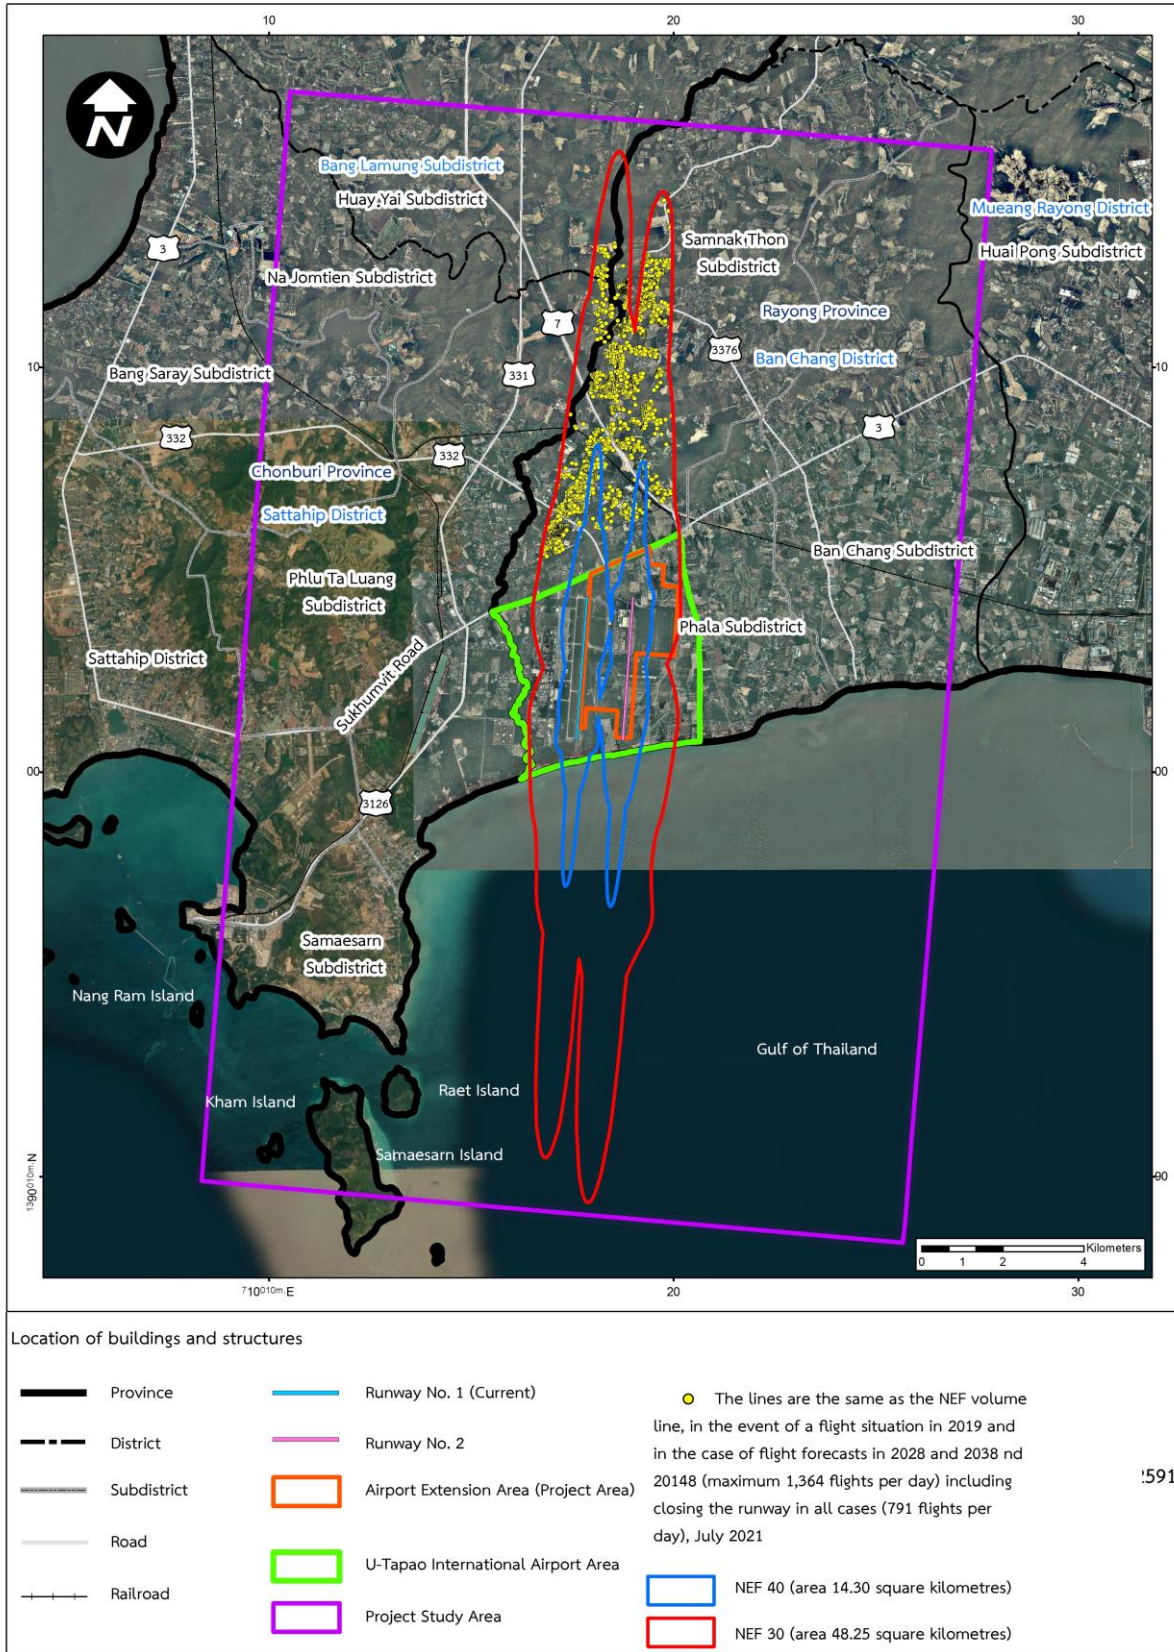 10
20
30
N
Bang Lamung Subdistrict
Huay Yai Subdistrict
Mueang Rayong District
Samnak Thon
Subdistrict
Huai Pong Subdistrict
3
Na Jomtien Subdistrict
Rayong Province
7
3376
Ban Chang District
10
10
Bang Saray Subdistrict
331
3
332
332
Chonburi Province
Sattahip District
Ban Chang Subdistrict
Phlu Ta Luang
Subdistrict
Phala Subdistrict
Sattahip District
Sukhumvit Road
00
00
3126
Samaesarn
Subdistrict
Nang Ram Island
Gulf of Thailand
Raet Island
Kham Island
Samaesarn Island
1390010m.N
90
Kilometers
0 1 2 4
710010m.E
20
30
Location of buildings and structures
Province
District
Subdistrict
Road
Railroad
Runway No. 1 (Current)
Runway No. 2
Airport Extension Area (Project Area)
U-Tapao International Airport Area
Project Study Area
The lines are the same as the NEF volume
line, in the event of a flight situation in 2019 and
in the case of flight forecasts in 2028 and 2038 nd
20148 (maximum 1,364 flights per day) including
closing the runway in all cases (791 flights per
day), July 2021
NEF 40 (area 14.30 square kilometres)
NEF 30 (area 48.25 square kilometres)
2591